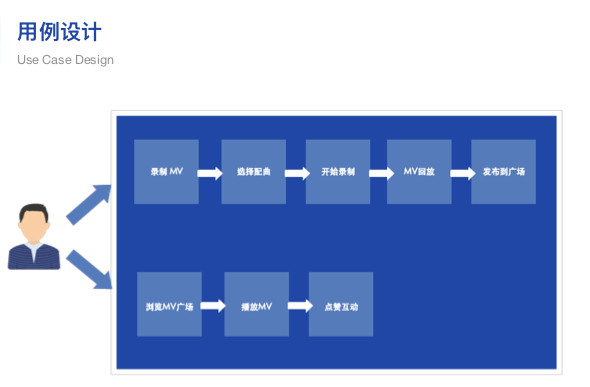 用例设计
Use Case Design
录制 MV
选择配曲
开始录制
MV回放
发布到广场
浏览MV广场
播放MV
点赞互动